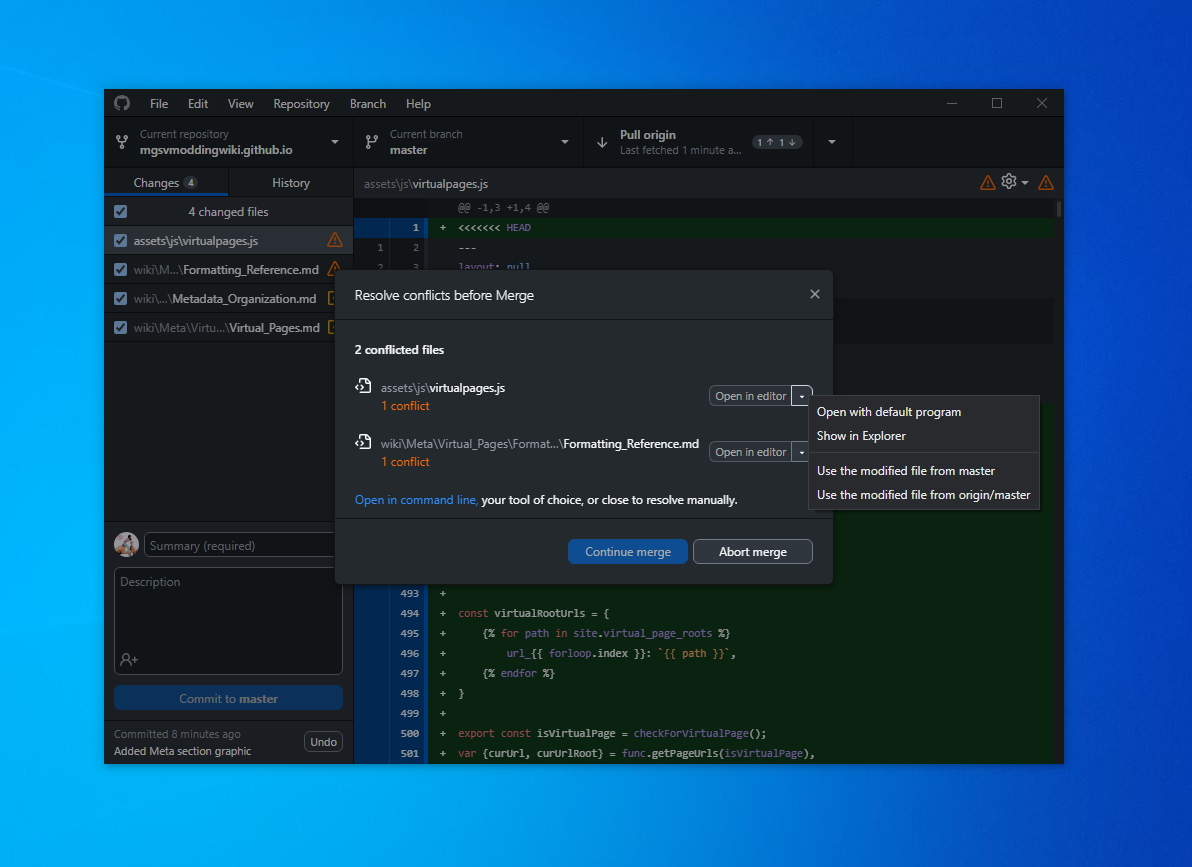 File Edit View Repository Branch Help
Current repository
mgsvmoddingwiki.github.io
Current branch
master
Pull origin
Last fetched 1 minute a...
1 ↑ 1 ↓
Changes 4
History
4 changed files
assets\js\virtualpages.js
wiki\M...\Formatting_Reference.md
wiki\...\Metadata_Organization.md
wiki\Meta\Virtu...\Virtual_Pages.md
Summary (required)
Description
Commit to master
Committed 8 minutes ago
Added Meta section graphic
Undo
assets\js\virtualpages.js
@@ -1,3 +1,4 @@
1 + <<<<<<< HEAD
1 2 ---
2 3 layout: null
Resolve conflicts before Merge
2 conflicted files
assets\js\virtualpages.js
1 conflict
Open in editor
wiki\Meta\Virtual_Pages\Format...\Formatting_Reference.md
1 conflict
Open in editor
Open in command line, your tool of choice, or close to resolve manually.
Continue merge
Abort merge
Open with default program
Show in Explorer
Use the modified file from master
Use the modified file from origin/master
493 +
494 + const virtualRootUrls = {
495 + {% for path in site.virtual_page_roots %}
496 + url_{{ forloop.index }}: `{{ path }}`,
497 + {% endfor %}
498 + }
499 +
500 + export const isVirtualPage = checkForVirtualPage();
501 + var {curUrl, curUrlRoot} = func.getPageUrls(isVirtualPage),